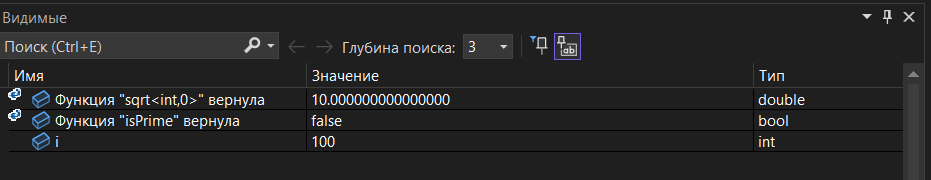 Видимые
Поиск (Ctrl+E) Глубина поиска: 3
Имя Значение Тип
Функция "sqrt<int,0>" вернула 10.000000000000000 double
Функция "isPrime" вернула false bool
i 100 int